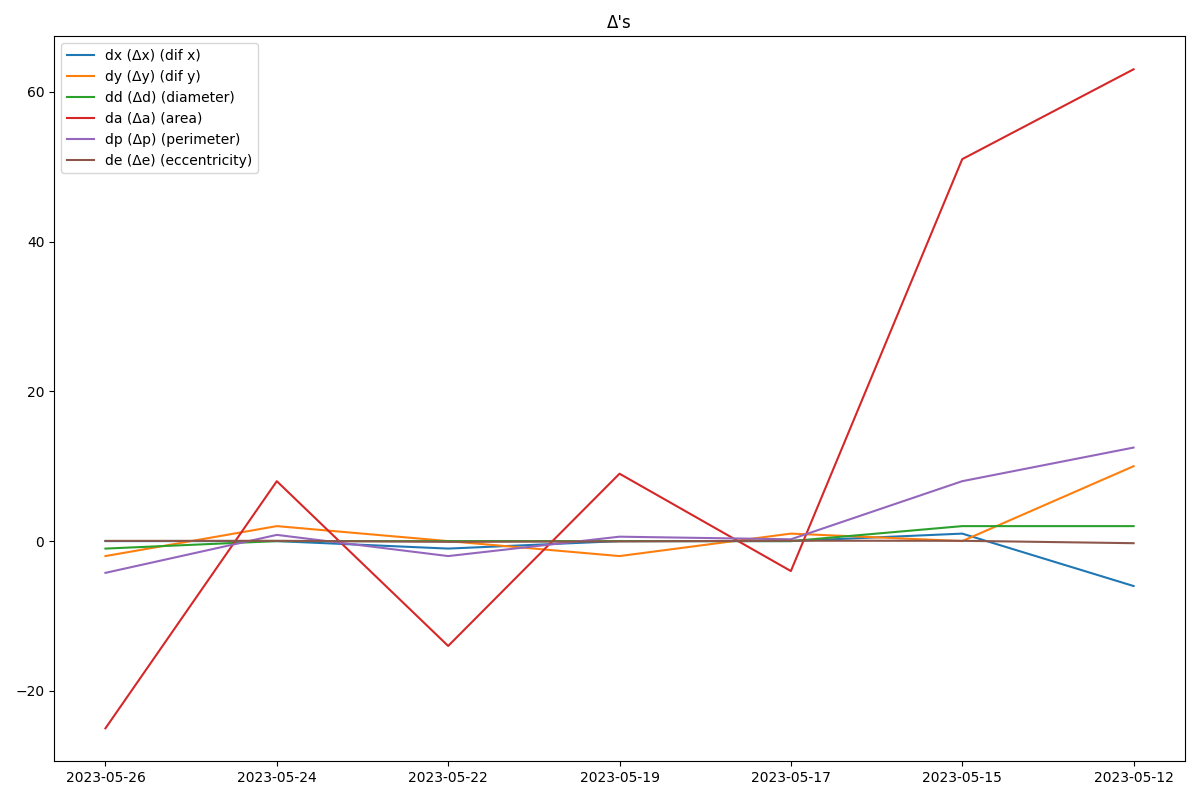 Δ's
dx (Δx) (dif x)
dy (Δy) (dif y)
dd (Δd) (diameter)
da (Δa) (area)
dp (Δp) (perimeter)
de (Δe) (eccentricity)
60
40
20
0
−20
2023-05-26 2023-05-24 2023-05-22 2023-05-19 2023-05-17 2023-05-15 2023-05-12